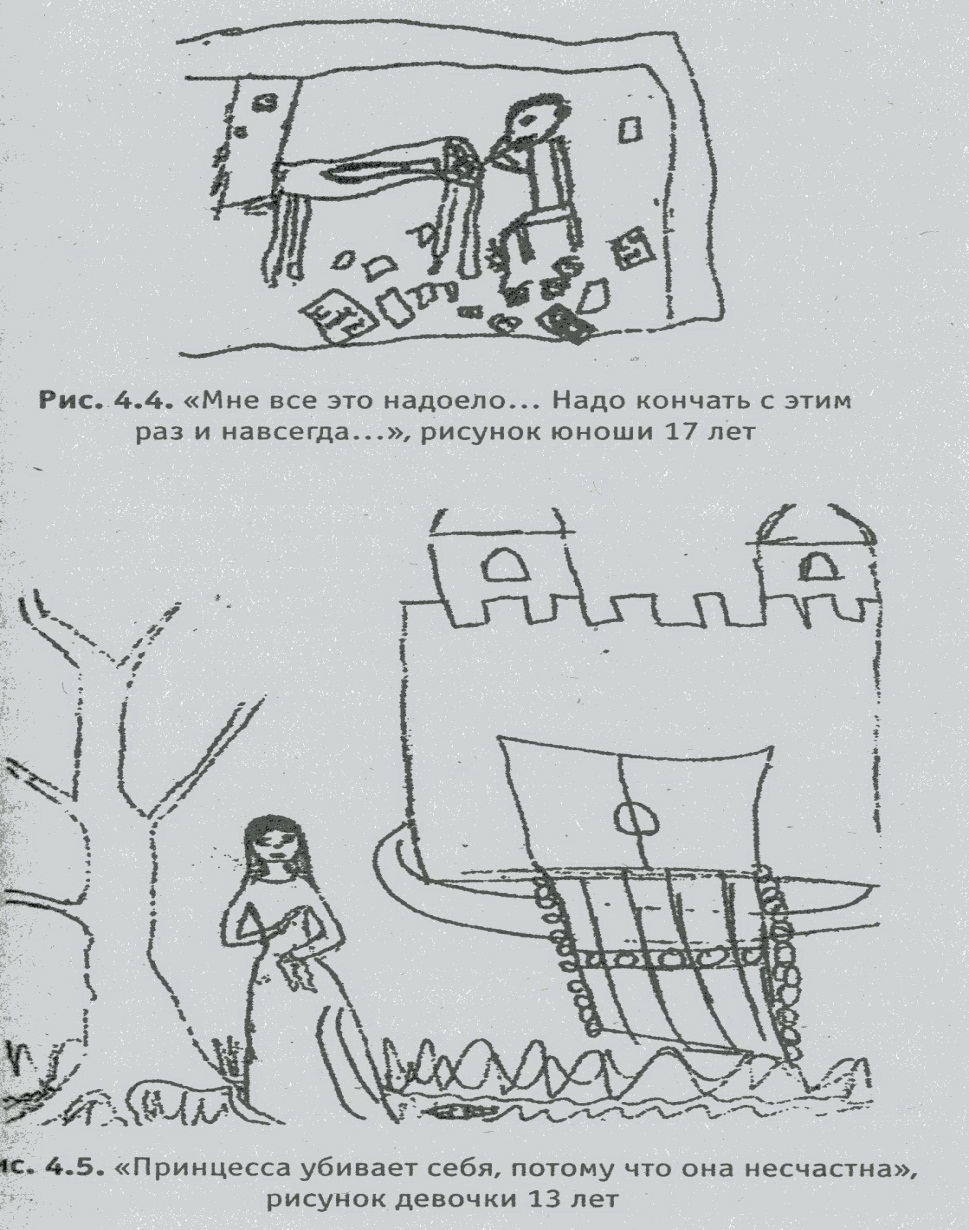 Рис. 4.4. «Мне все это надоело... Надо кончать с этим
раз и навсегда...», рисунок юноши 17 лет
ис. 4.5. «Принцесса убивает себя, потому что она несчастна»,
рисунок девочки 13 лет